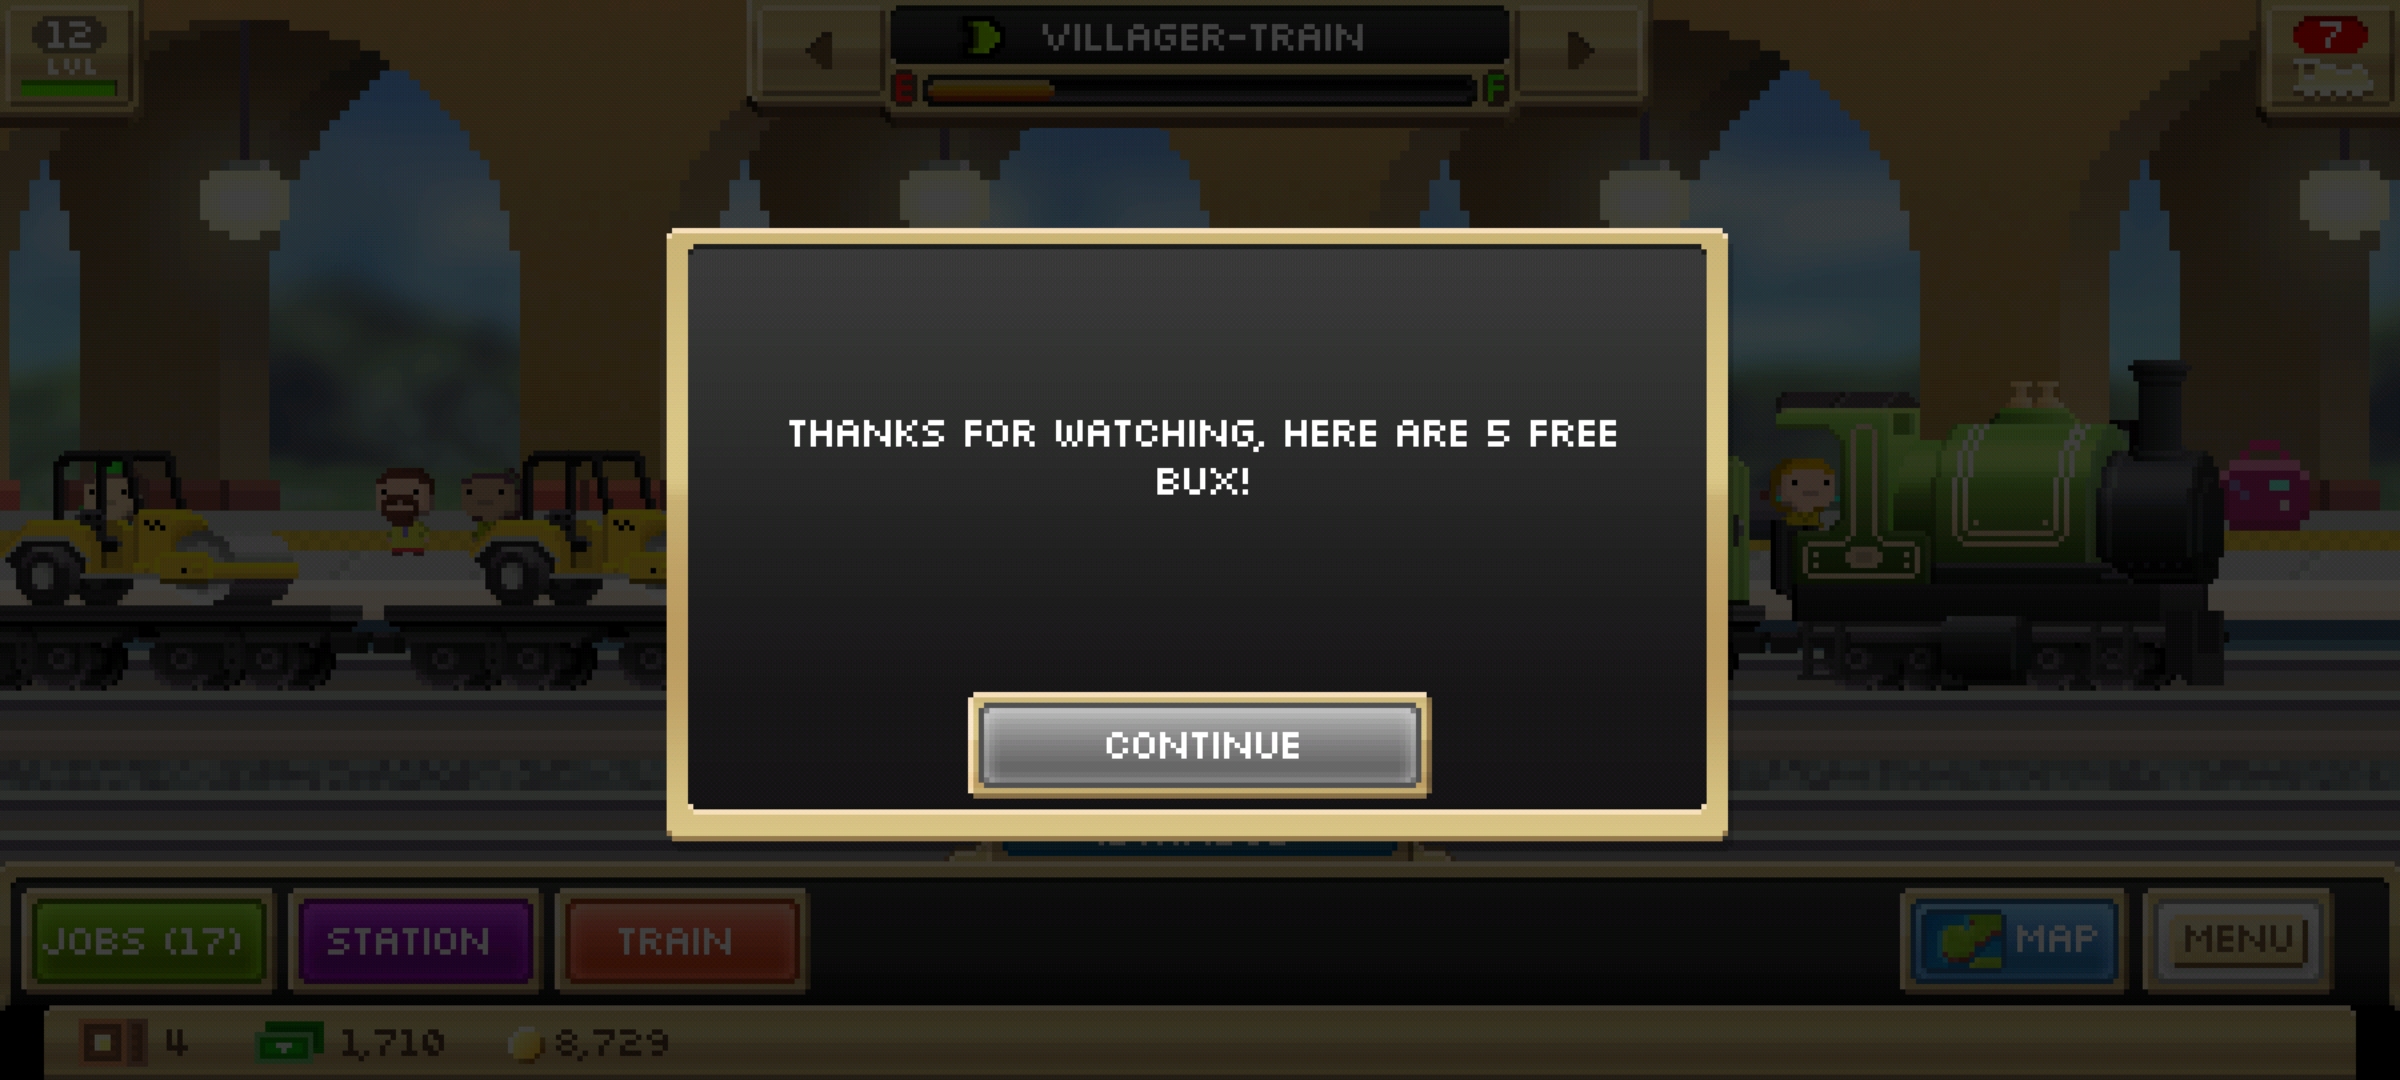 12
LVL
VILLAGER-TRAIN
E
F
7
THANKS FOR WATCHING, HERE ARE 5 FREE
BUX!
CONTINUE
JOBS (17)
STATION
TRAIN
MAP
MENU
4
1,710
8,729